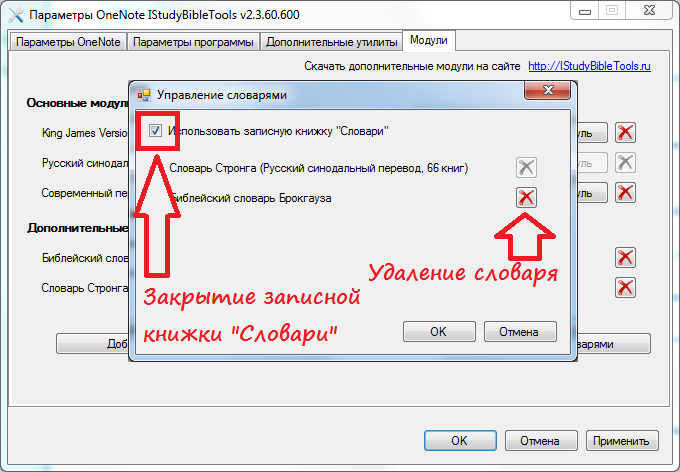 Параметры OneNote IStudyBibleTools v2.3.60.600
Параметры OneNote Параметры программы Дополнительные утилиты Модули
Скачать дополнительные модули на сайте http://IStudyBibleTools.ru
Управление словарями
Основные модул
Использовать записную книжку "Словари"
King James Versio
уль
Словарь Стронга (Русский синодальный перевод, 66 книг)
Русский синод
уль
Современный пе
Библейский словарь Брокгауза
уль
Дополнительные
Библейский слов
Удаление словаря
Словарь Стронга
Закрытие записной
книжки "Словари"
OK Отмена
Доб
арями
OK Отмена Применить